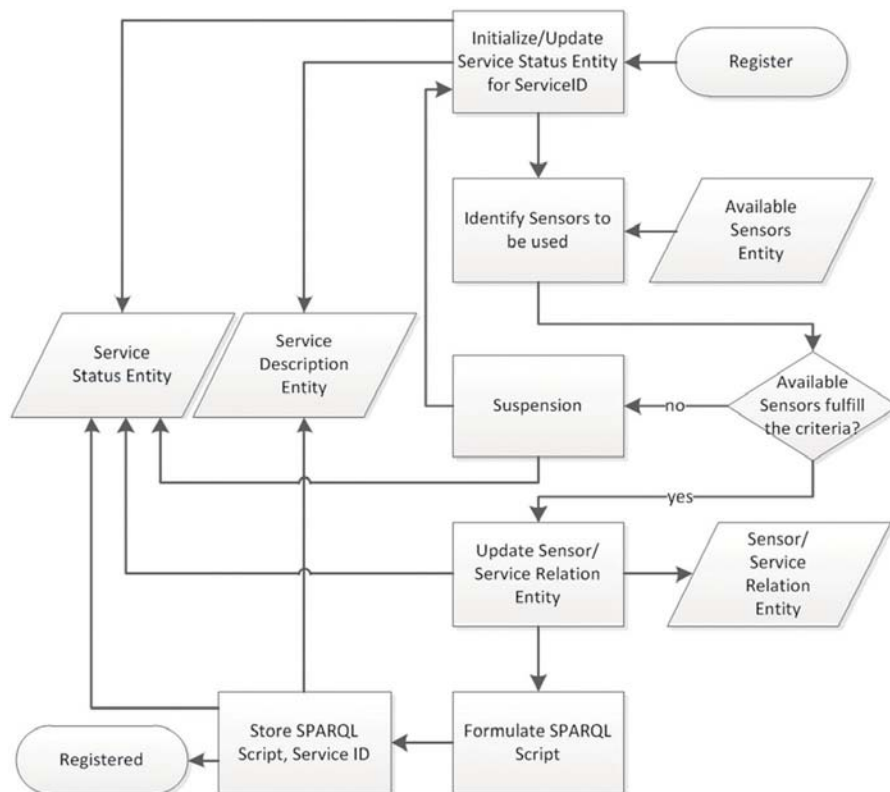 Initialize/Update
Service Status Entity
for ServiceID
Register
Identify Sensors to
be used
Available
Sensors
Entity
Service
Status Entity
Service
Description
Entity
Suspension
no
Available
Sensors fulfill
the criteria?
yes
Update Sensor/
Service Relation
Entity
Sensor/
Service
Relation
Entity
Registered
Store SPARQL
Script, Service ID
Formulate SPARQL
Script